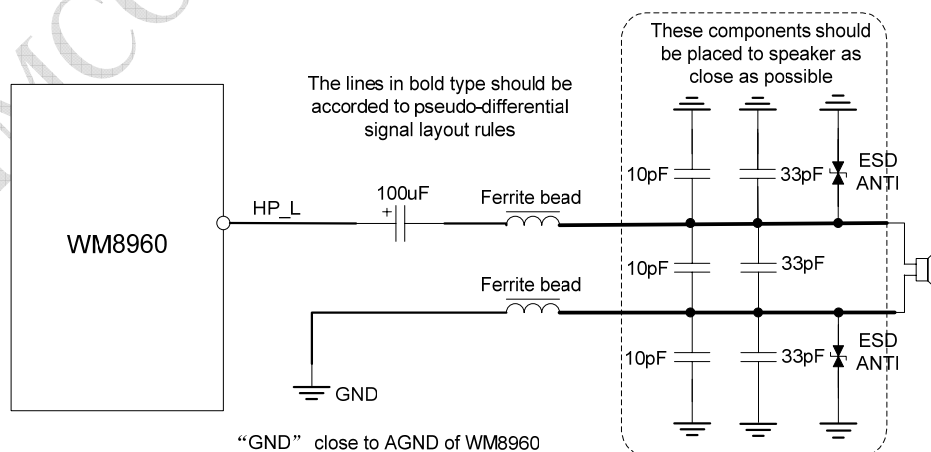 These components should
be placed to speaker as
close as possible
The lines in bold type should be
accorded to pseudo-differential
signal layout rules
10pF
33pF
ESD
ANTI
100uF
+
Ferrite bead
HP_L
WM8960
10pF
33pF
Ferrite bead
10pF
33pF
ESD
ANTI
GND
“GND” close to AGND of WM8960